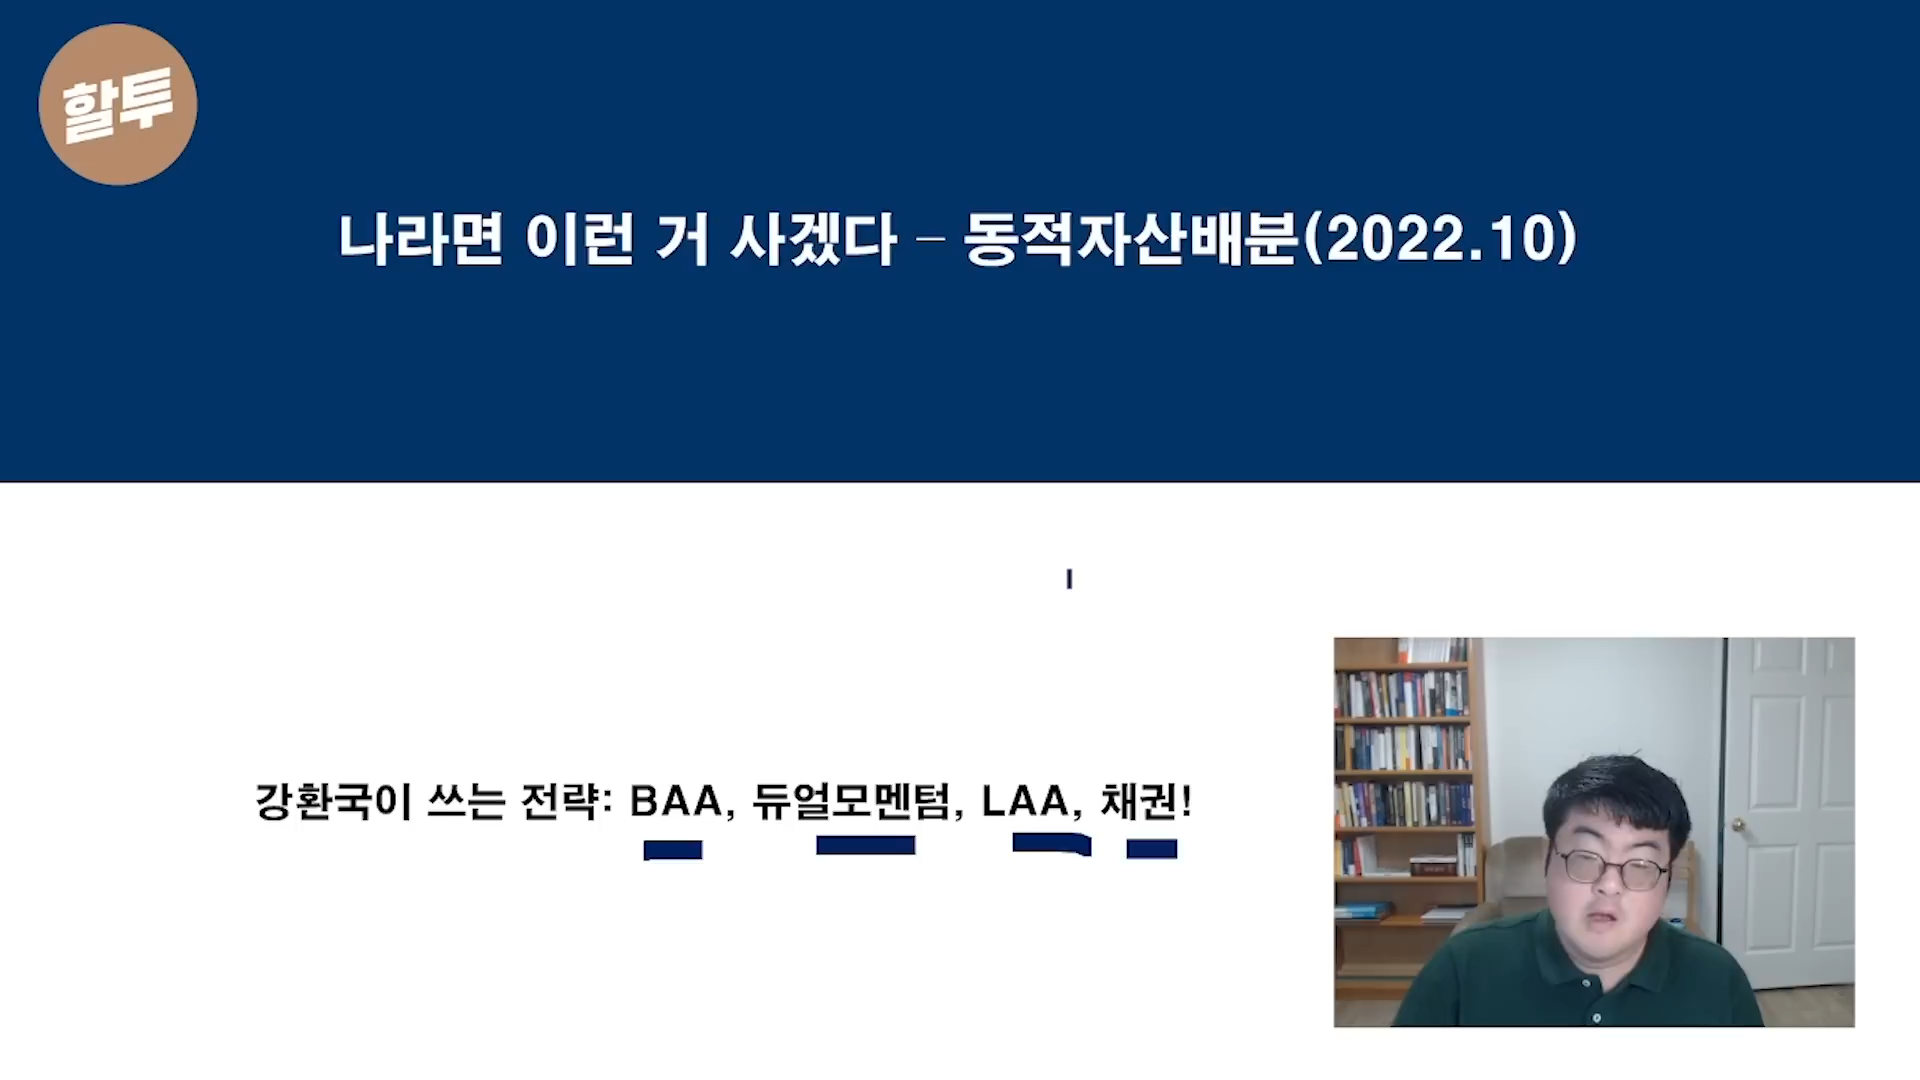 할투
나라면 이런 거 사겠다 – 동적자산배분(2022.10)
강환국이 쓰는 전략: BAA, 듀얼모멘텀, LAA, 채권!